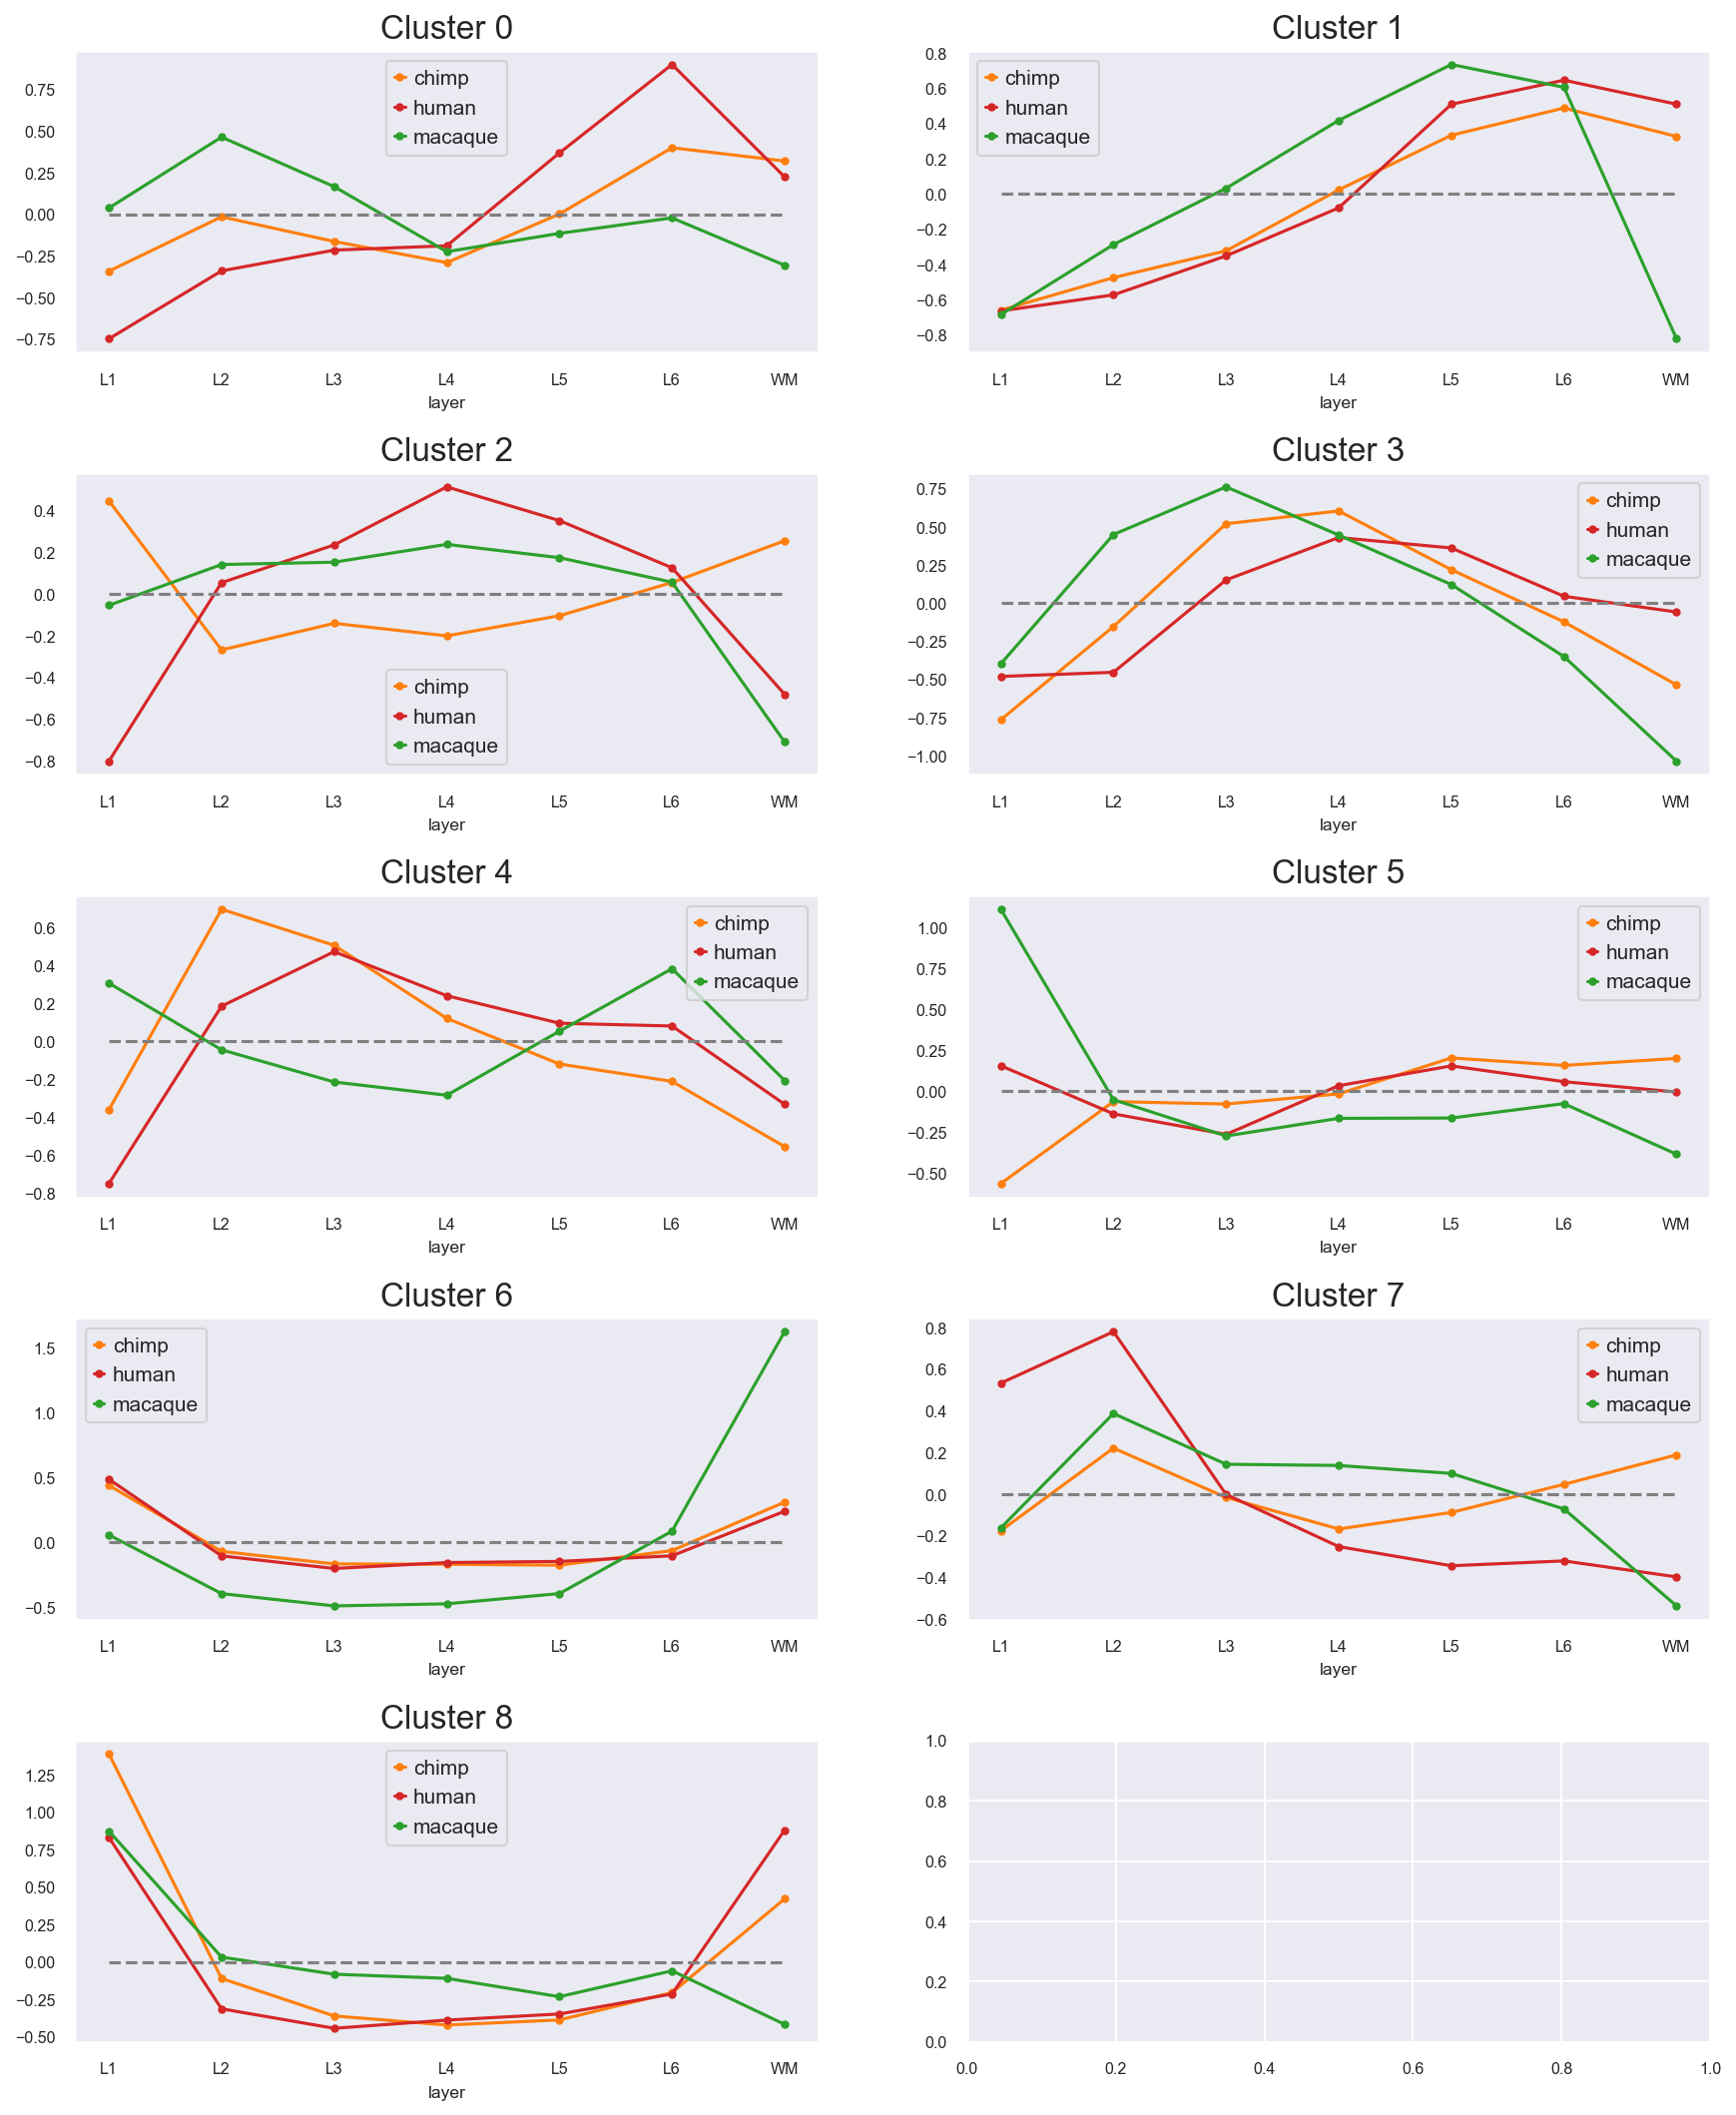 Cluster 0
0.75
0.50
0.25
0.00
−0.25
−0.50
−0.75
chimp
human
macaque
L1 L2 L3 L4 L5 L6 WM
layer
Cluster 1
0.8
0.6
0.4
0.2
0.0
−0.2
−0.4
−0.6
−0.8
chimp
human
macaque
L1 L2 L3 L4 L5 L6 WM
layer
Cluster 2
0.4
0.2
0.0
−0.2
−0.4
−0.6
−0.8
chimp
human
macaque
L1 L2 L3 L4 L5 L6 WM
layer
Cluster 3
0.75
0.50
0.25
0.00
−0.25
−0.50
−0.75
−1.00
chimp
human
macaque
L1 L2 L3 L4 L5 L6 WM
layer
Cluster 4
0.6
0.4
0.2
0.0
−0.2
−0.4
−0.6
−0.8
chimp
human
macaque
L1 L2 L3 L4 L5 L6 WM
layer
Cluster 5
1.00
0.75
0.50
0.25
0.00
−0.25
−0.50
chimp
human
macaque
L1 L2 L3 L4 L5 L6 WM
layer
Cluster 6
1.5
1.0
0.5
0.0
−0.5
chimp
human
macaque
L1 L2 L3 L4 L5 L6 WM
layer
Cluster 7
0.8
0.6
0.4
0.2
0.0
−0.2
−0.4
−0.6
chimp
human
macaque
L1 L2 L3 L4 L5 L6 WM
layer
Cluster 8
1.25
1.00
0.75
0.50
0.25
0.00
−0.25
−0.50
chimp
human
macaque
L1 L2 L3 L4 L5 L6 WM
layer
1.0
0.8
0.6
0.4
0.2
0.0
0.0 0.2 0.4 0.6 0.8 1.0